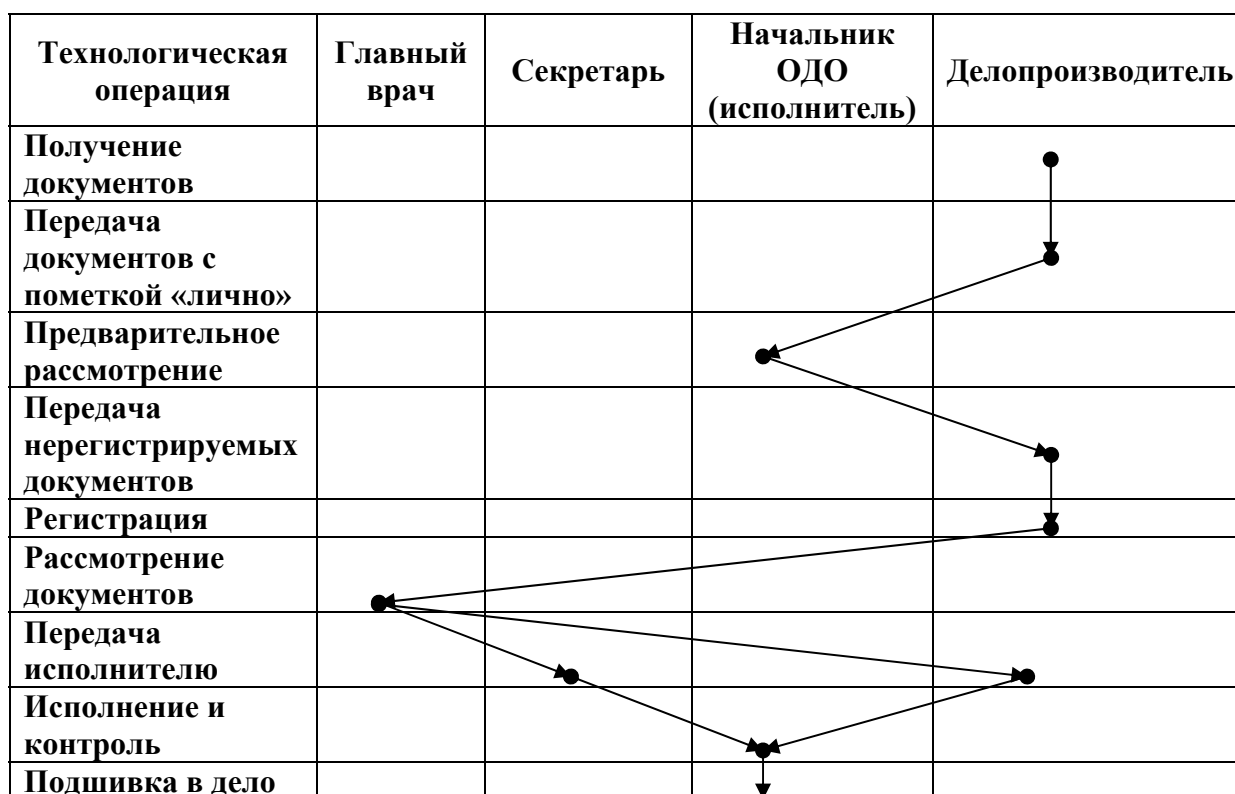 Технологическая
операция
Главный
врач
Секретарь
Начальник
ОДО
(исполнитель)
Делопроизводитель
Получение
документов
Передача
документов с
пометкой «лично»
Предварительное
рассмотрение
Передача
нерегистрируемых
документов
Регистрация
Рассмотрение
документов
Передача
исполнителю
Исполнение и
контроль
Подшивка в дело